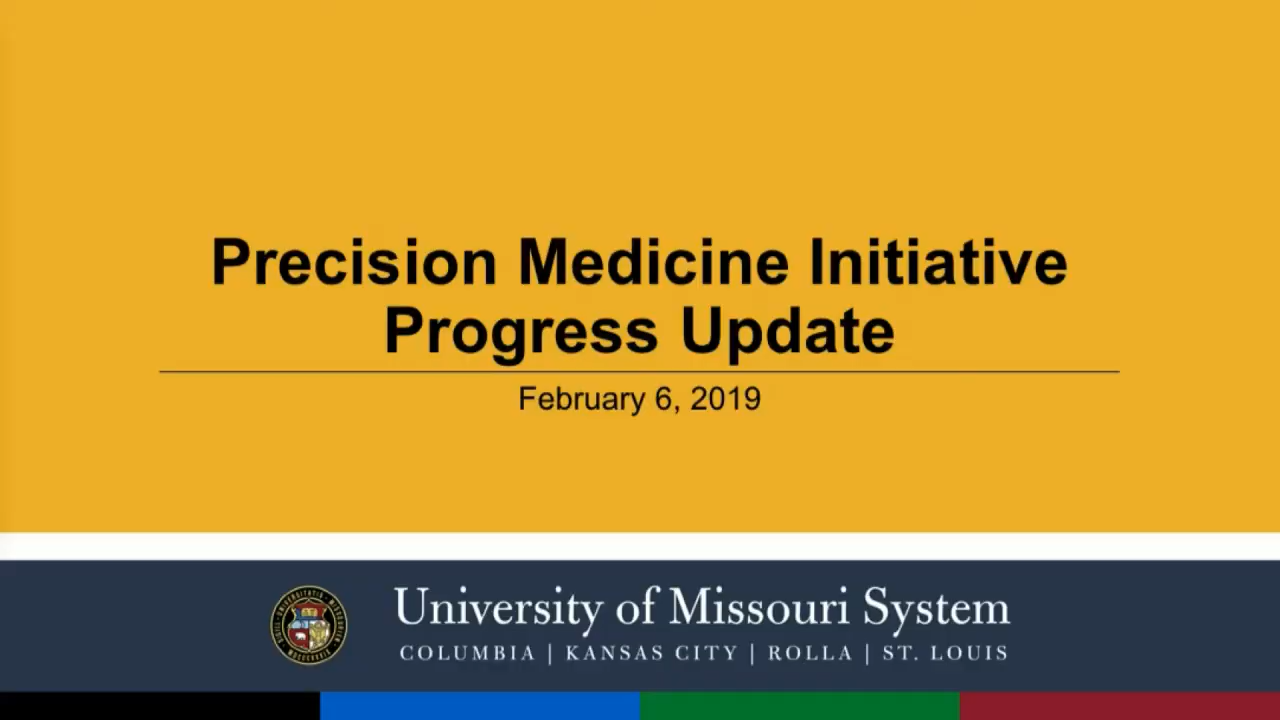 Precision Medicine Initiative
Progress Update
February 6, 2019
University of Missouri System
COLUMBIA | KANSAS CITY | ROLLA | ST. LOUIS